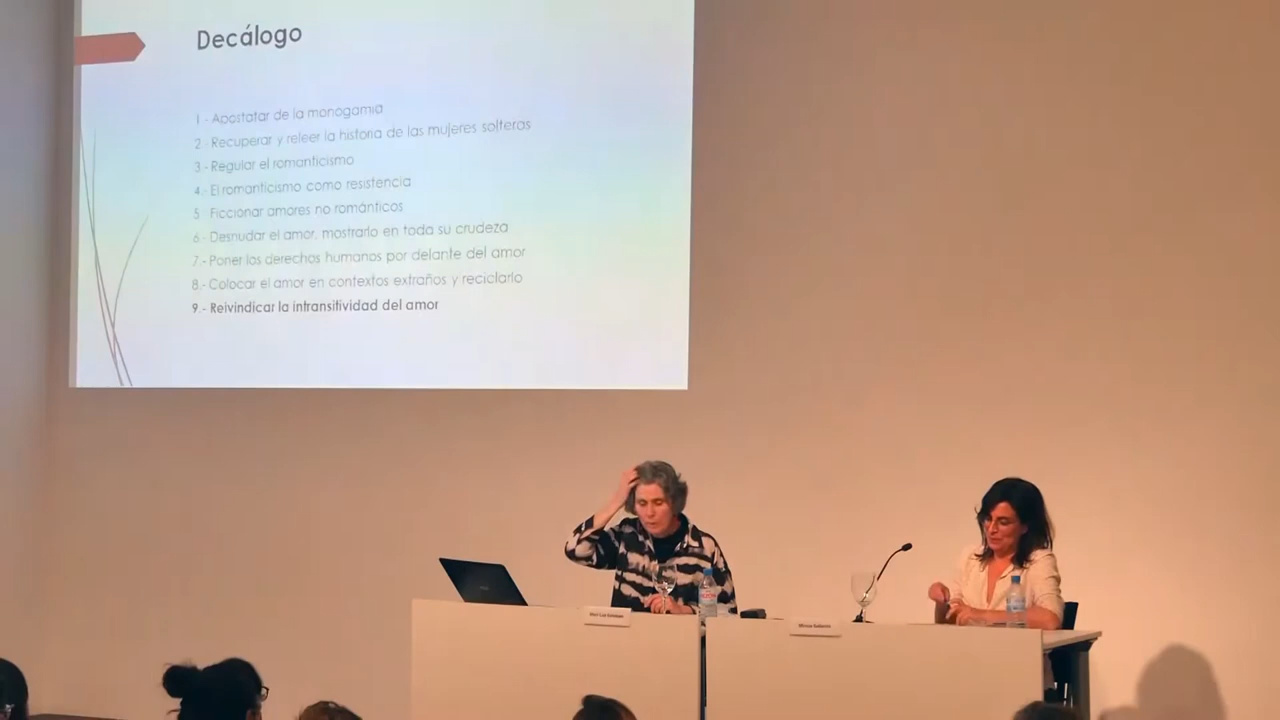 Decálogo
1.- Apostatar de la monogamia
2.- Recuperar y releer la historia de las mujeres solteras
3.- Regular el romanticismo
4.- El romanticismo como resistencia
5.- Ficcionar amores no románticos
6.- Desnudar el amor, mostrarlo en toda su crudeza
7.- Poner los derechos humanos por delante del amor
8.- Colocar el amor en contextos extraños y reciclarlo
9.- Reivindicar la intransitividad del amor
Mari Luz Esteban